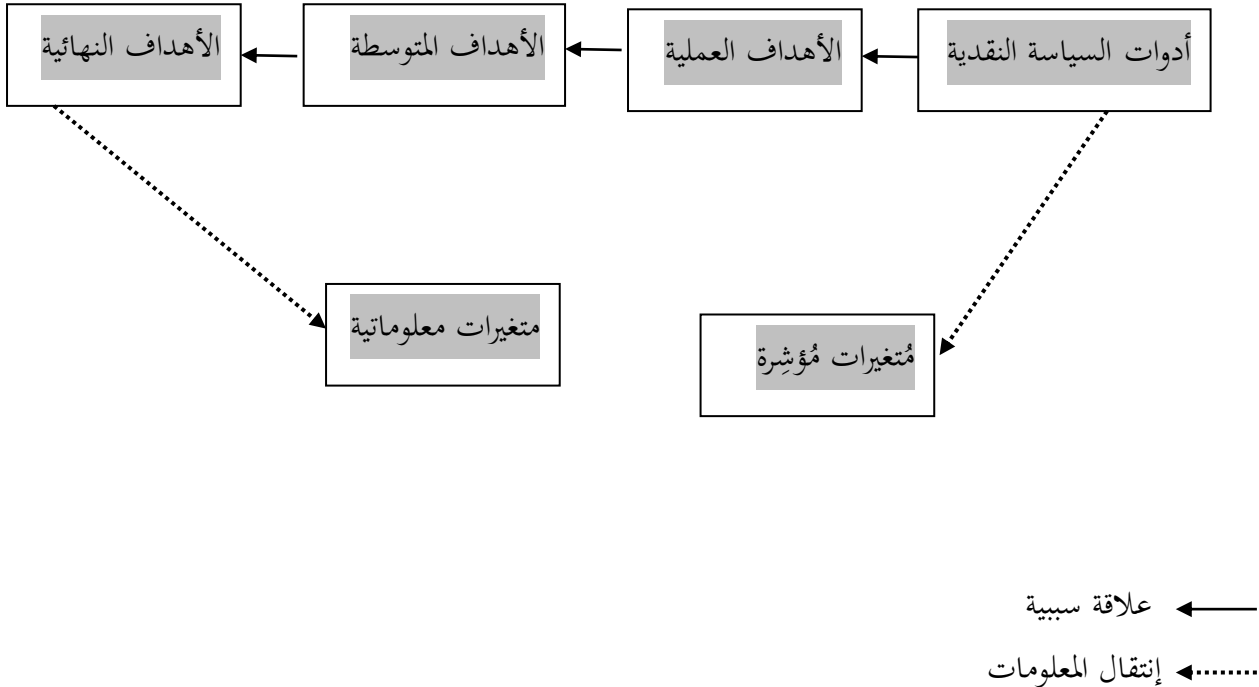 أدوات السياسة النقدية
الأهداف العملية
الأهداف المتوسطة
الأهداف النهائية
مُتغيرات مُؤشِرة
متغيرات معلوماتية
علاقة سببية
إنتقال المعلومات